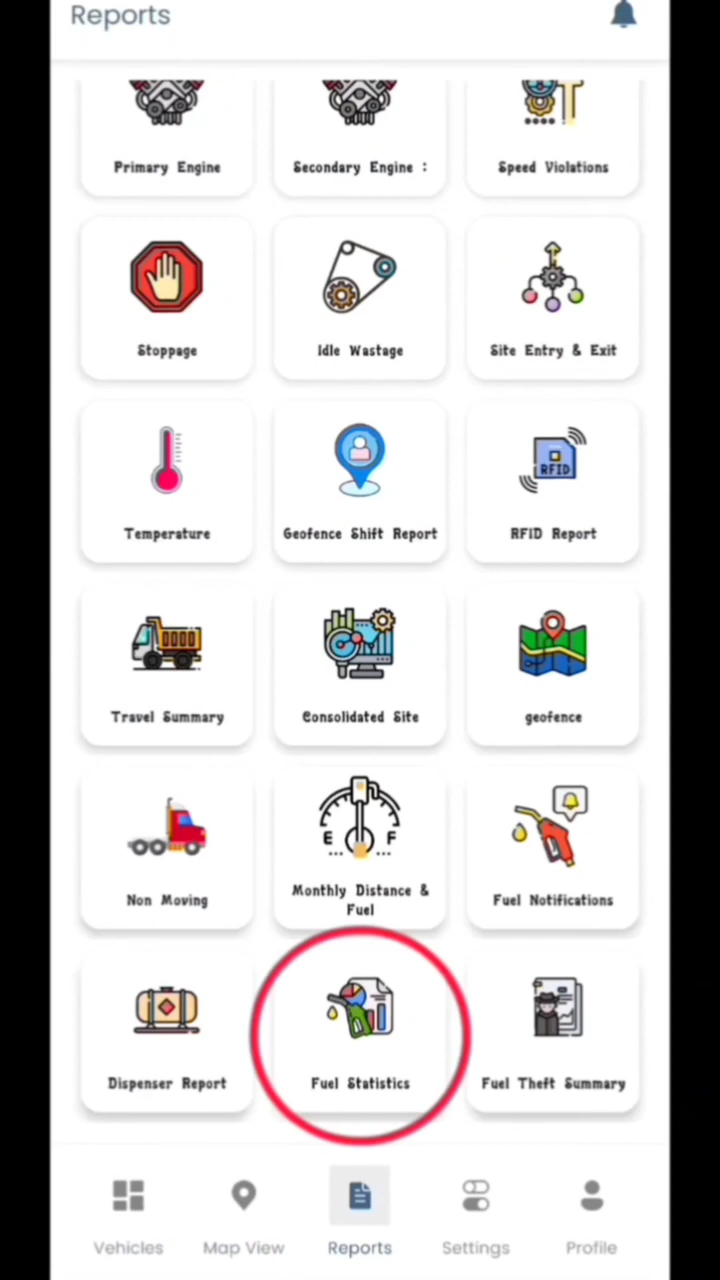 Reports
Primary Engine
Secondary Engine :
Speed Violations
Stoppage
Idle Wastage
Site Entry & Exit
RFID
Temperature
Geofence Shift Report
RFID Report
Travel Summary
Consolidated Site
geofence
E F
Non Moving
Monthly Distance &
Fuel
Fuel Notifications
Dispenser Report
Fuel Statistics
Fuel Theft Summary
Vehicles
Map View
Reports
Settings
Profile